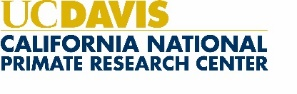 UCDAVIS
CALIFORNIA NATIONAL
PRIMATE RESEARCH CENTER